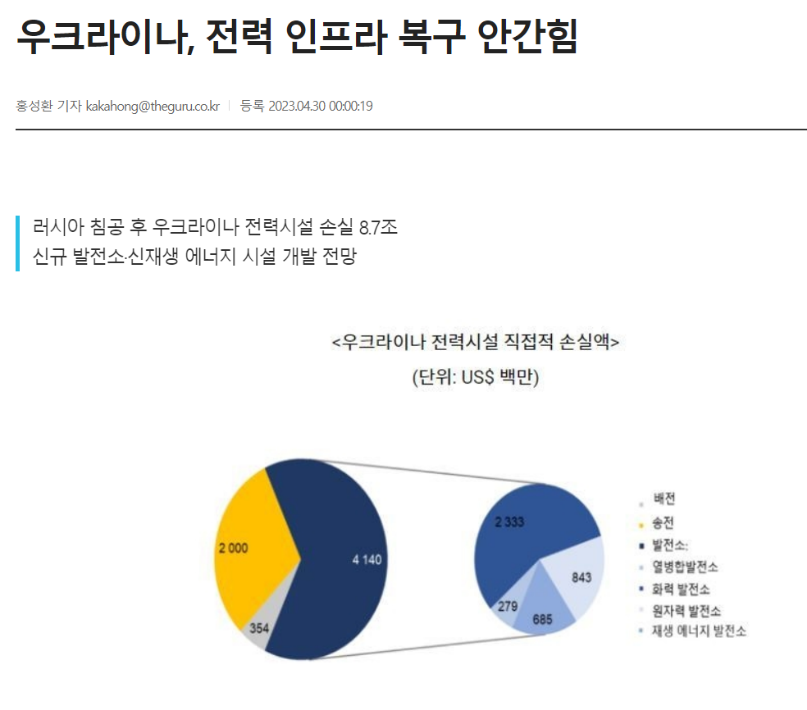 우크라이나, 전력 인프라 복구 안간힘
홍성환 기자 kakahong@theguru.co.kr 등록 2023.04.30 00:00:19
러시아 침공 후 우크라이나 전력시설 손실 8.7조
신규 발전소·신재생 에너지 시설 개발 전망
<우크라이나 전력시설 직접적 손실액>
(단위: US$ 백만)
2 000
4 140
354
2 333
843
279
685
배전
송전
발전소:
열병합발전소
화력 발전소
원자력 발전소
재생 에너지 발전소